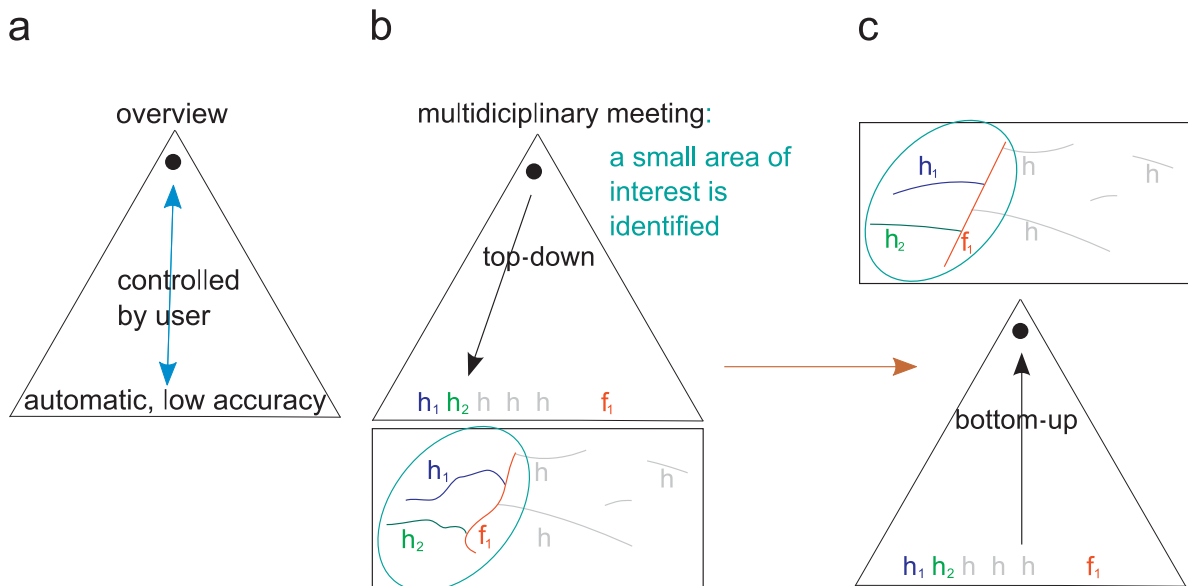 a
overview
controlled
by user
automatic, low accuracy
b
multidiciplinary meeting:
a small area of
interest is
identified
top-down
h₁ h₂ h h h f₁
h₁ h h
h₂ f₁ h
c
h₁ h h
h₂ f₁ h
bottom-up
h₁ h₂ h h h f₁